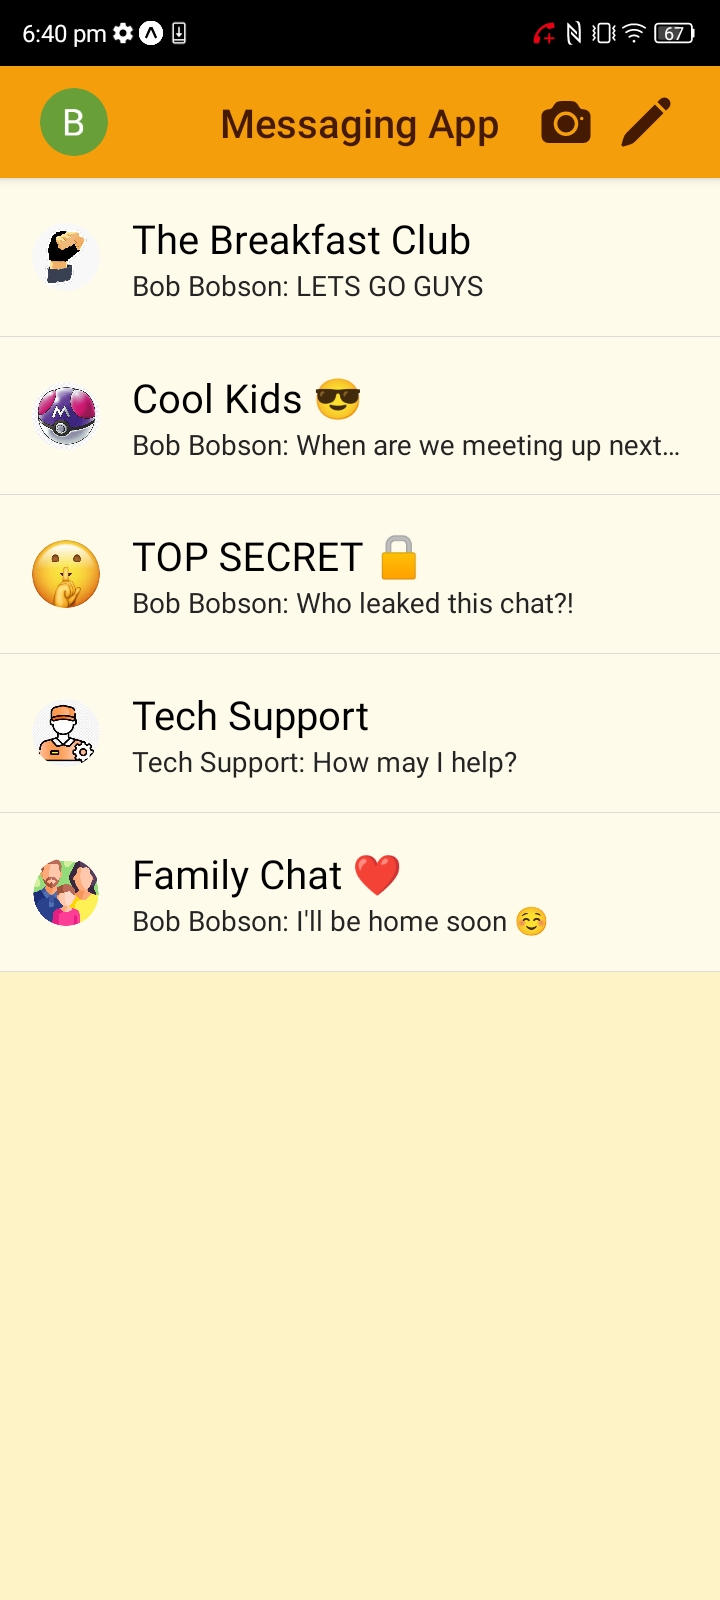 6:40 pm 67
B Messaging App
The Breakfast Club
Bob Bobson: LETS GO GUYS
Cool Kids 😎
Bob Bobson: When are we meeting up next...
M
TOP SECRET 🔒
Bob Bobson: Who leaked this chat?!
Tech Support
Tech Support: How may I help?
Family Chat ❤️
Bob Bobson: I'll be home soon ☺️